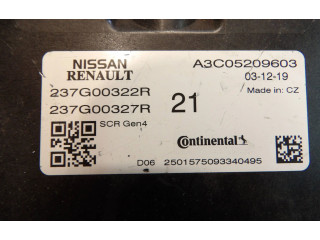 NISSAN A3C05209603
RENAULT 03-12-19
237G00322R Made in: CZ
237G00327R 21
SCR Gen4 Continental
D06 2501575093340495